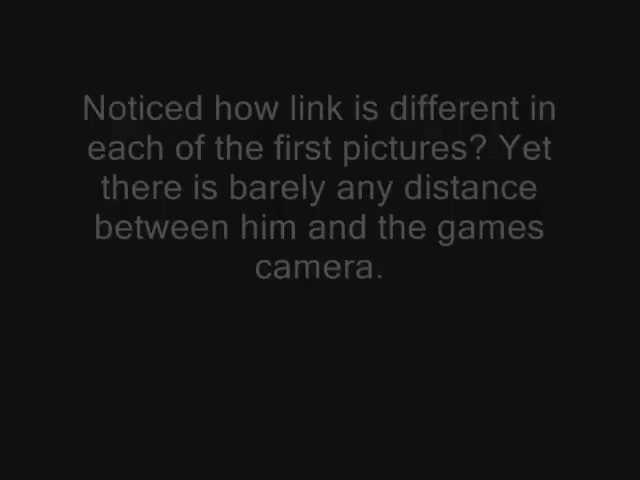 Noticed how link is different in
each of the first pictures? Yet
there is barely any distance
between him and the games
camera.